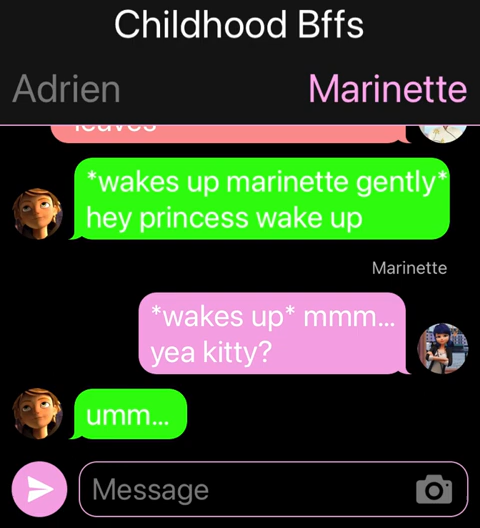 Childhood Bffs
Adrien
Marinette
leaves
*wakes up marinette gently*
hey princess wake up
Marinette
*wakes up* mmm...
yea kitty?
umm...
Message